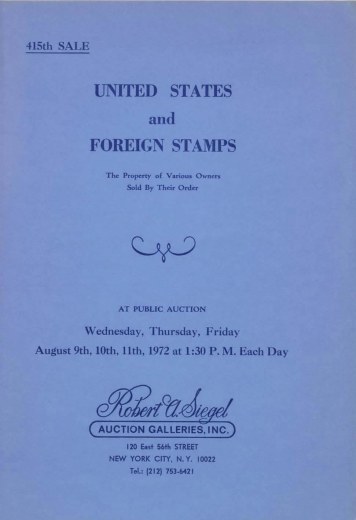 415th SALE
UNITED STATES
and
FOREIGN STAMPS
The Property of Various Owners
Sold By Their Order
AT PUBLIC AUCTION
Wednesday, Thursday, Friday
August 9th, 10th, 11th, 1972 at 1:30 P. M. Each Day
Robert A. Siegel
AUCTION GALLERIES, INC.
120 East 56th STREET
NEW YORK CITY, N. Y. 10022
Tel.: (212) 753-6421